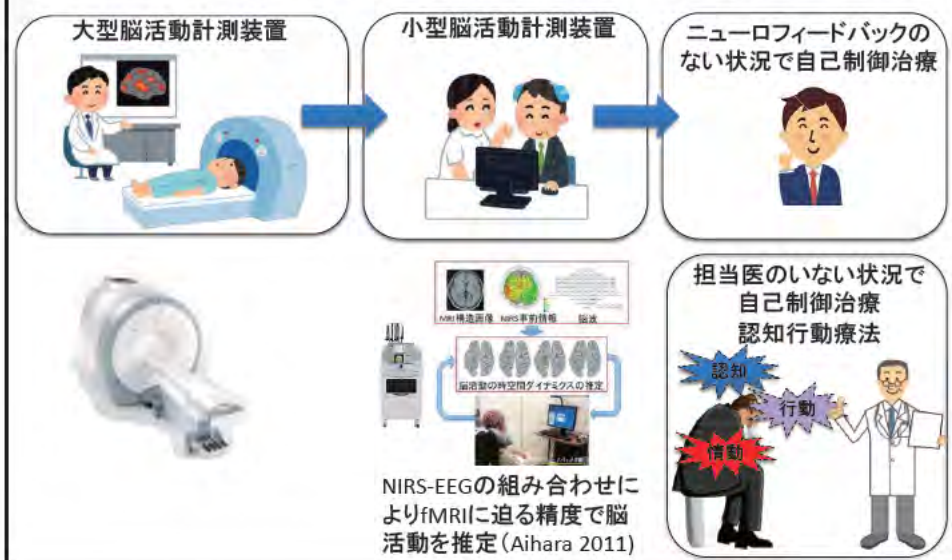 大型脳活動計測装置
小型脳活動計測装置
ニューロフィードバックの
ない状況で自己制御治療
MRI構造画像
NIRS事前情報
脳波
脳活動の時空間ダイナミクスの推定
NIRS-EEGの組み合わせに
よりfMRIに迫る精度で脳
活動を推定(Aihara 2011)
担当医のいない状況で
自己制御治療
認知行動療法
認知
行動
情動